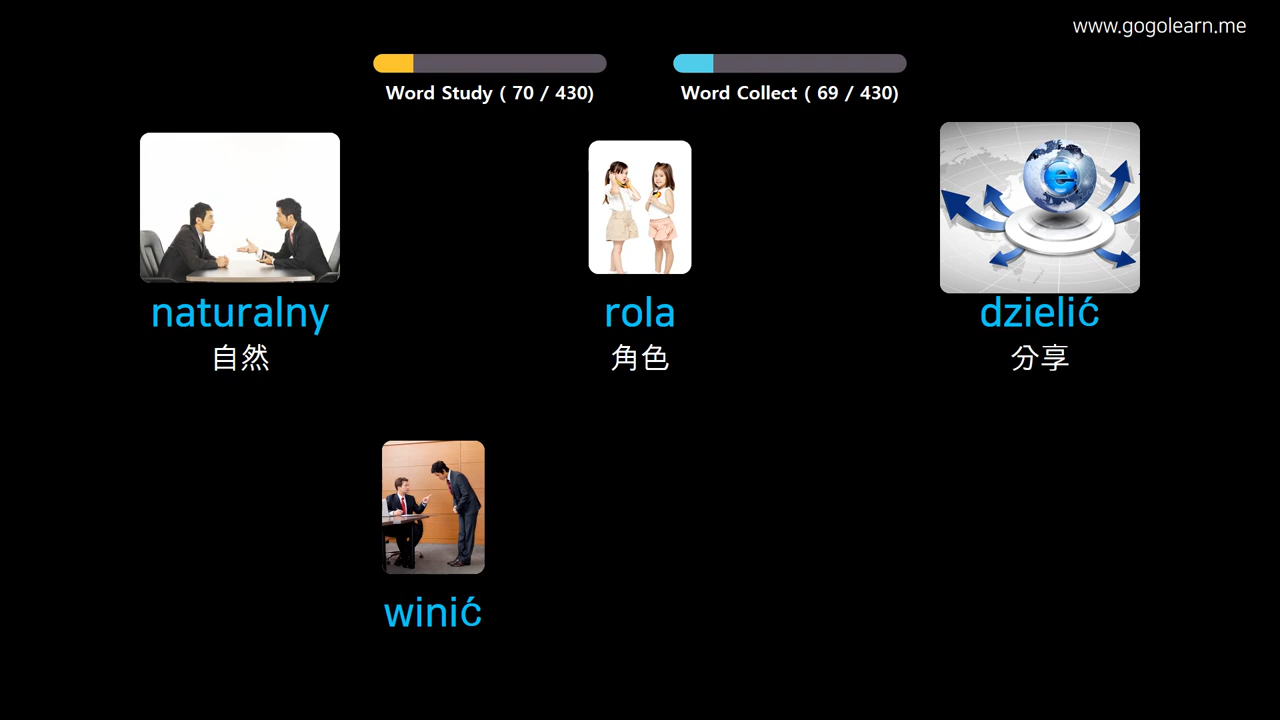 www.gogolearn.me
Word Study ( 70 / 430)
Word Collect ( 69 / 430)
naturalny
rola
dzielić
自然
角色
分享
winić